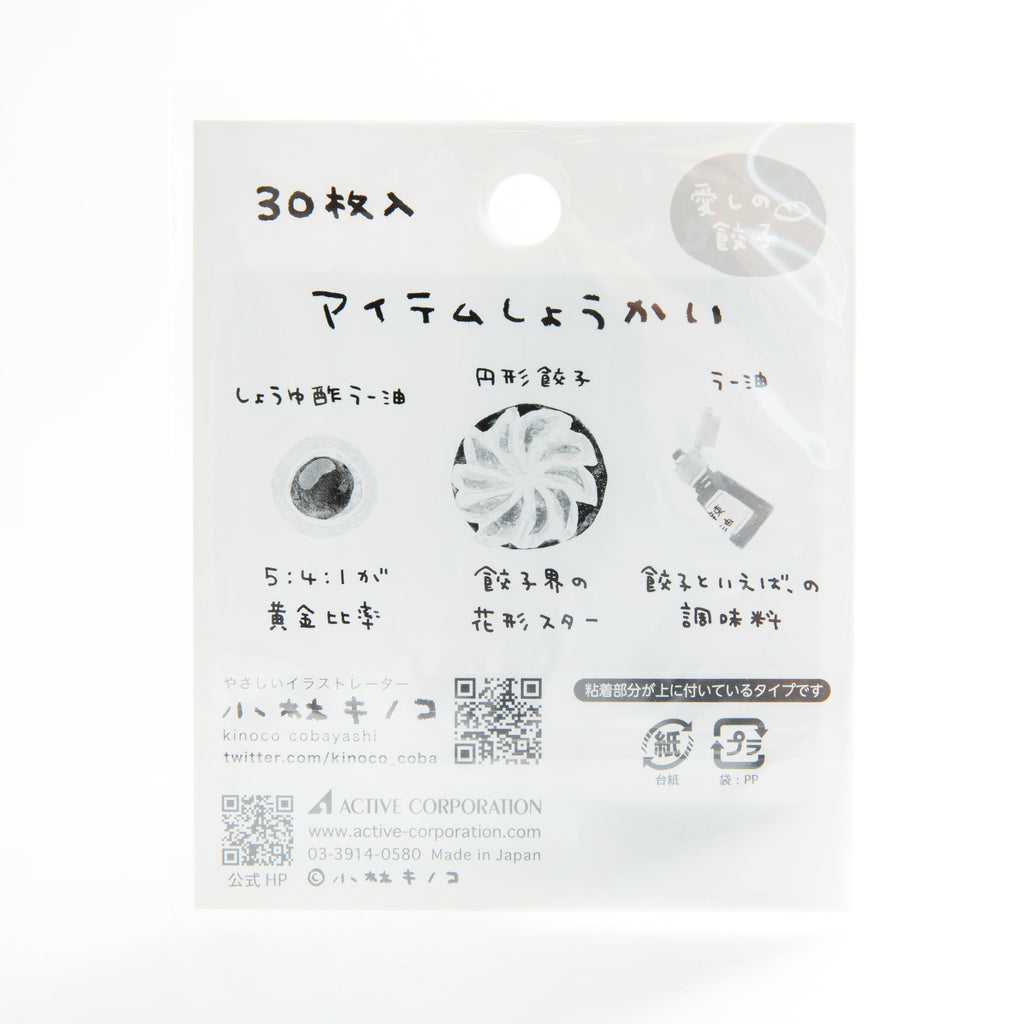 30枚入
愛しの
餃子
アイテムしょうかい
しょうゆ酢ラー油
5:4:1が
黄金比率
円形餃子
餃子界の
花形スター
ラー油
餃子といえば、の
調味料
やさしいイラストレーター
小林キノコ
kinoco cobayashi
twitter.com/kinoco_coba
粘着部分が上に付いているタイプです
紙
台紙
プラ
袋：PP
公式HP
ACTIVE CORPORATION
www.active-corporation.com
03-3914-0580 Made in Japan
© 小林キノコ